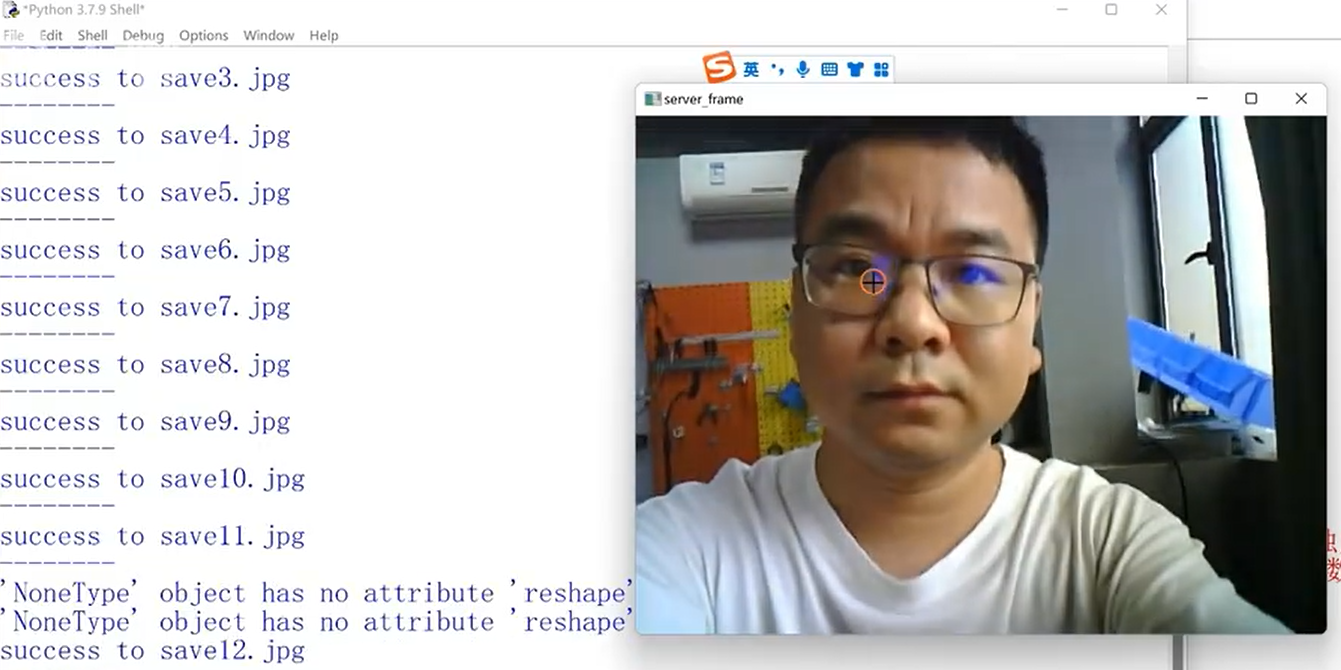 *Python 3.7.9 Shell*
File Edit Shell Debug Options Window Help
success to save3.jpg
--------
success to save4.jpg
--------
success to save5.jpg
--------
success to save6.jpg
--------
success to save7.jpg
--------
success to save8.jpg
--------
success to save9.jpg
--------
success to save10.jpg
--------
success to save11.jpg
--------
'NoneType' object has no attribute 'reshape'
'NoneType' object has no attribute 'reshape'
success to save12.jpg
S 英
server_frame